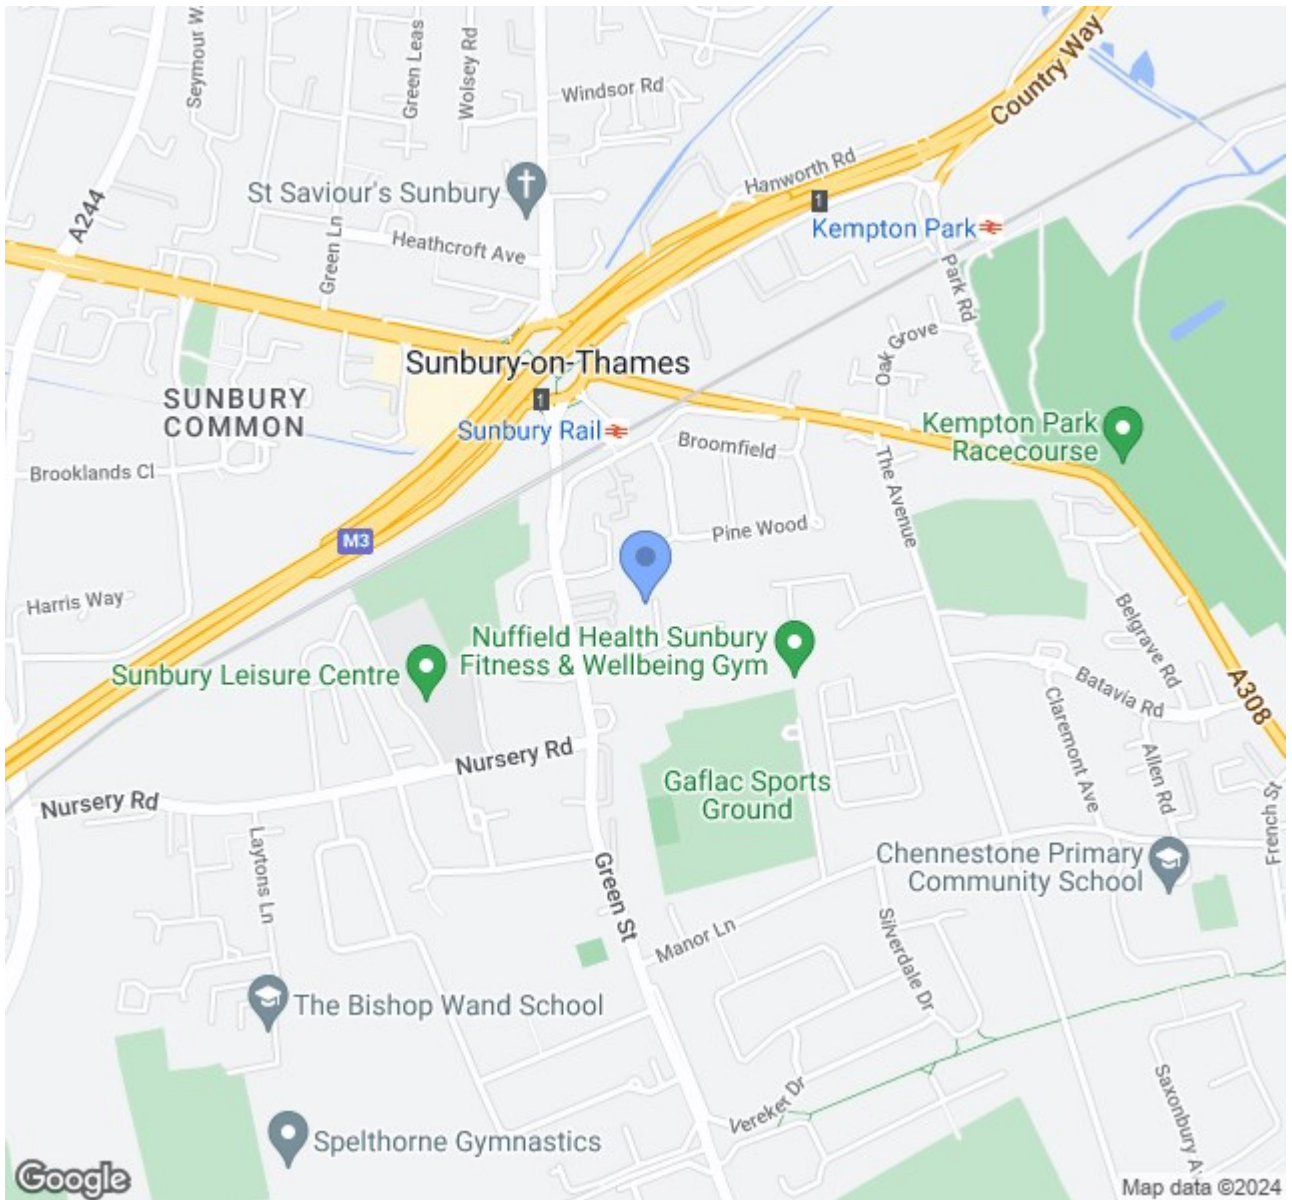 Seymour W
Green Leas
Wolsey Rd
Windsor Rd
Country Way
Hanworth Rd
1
St Saviour's Sunbury
A244
Green Ln
Heathcroft Ave
Kempton Park
Park Rd
Oak Grove
Sunbury-on-Thames
SUNBURY
COMMON
1
Sunbury Rail
Broomfield
Kempton Park
Racecourse
Brooklands Cl
The Avenue
Pine Wood
M3
Harris Way
Belgrave Rd
Nuffield Health Sunbury
Fitness & Wellbeing Gym
Sunbury Leisure Centre
Batavia Rd
A308
Claremont Ave
Allen Rd
Nursery Rd
Nursery Rd
Gaflac Sports
Ground
French St
Laytons Ln
Green St
Chennestone Primary
Community School
Manor Ln
Silverdale Dr
The Bishop Wand School
Vereker Dr
Saxonbury Av
Spelthorne Gymnastics
Google
Map data ©2024